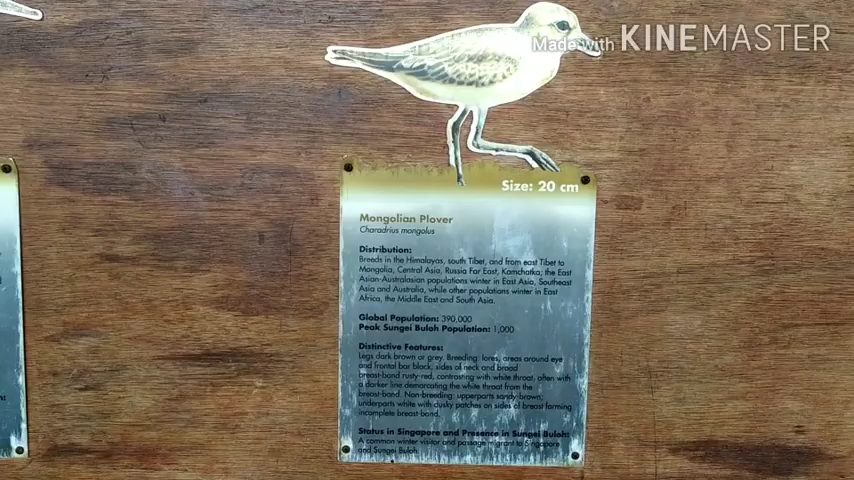 Made with KINEMASTER
Size: 20 cm
Mongolian Plover
Charadrius mongolus
Distribution:
Breeds in the Himalayas, south Tibet, and from east Tibet to
Mongolia, Central Asia, Russia Far East, Kamchatka; the East
Asian-Australasian populations winter in East Asia, Southeast
Asia and Australia, while other populations winter in East
Africa, the Middle East and South Asia.
Global Population: 390,000
Peak Sungei Buloh Population: 1,000
Distinctive Features:
Legs dark brown or grey. Breeding: lores, areas around eye
and frontal bar black, sides of neck and broad
breast-band rusty-red, contrasting with white throat, often with
a darker line demarcating the white throat from the
breast-band. Non-breeding: upperparts sandy-brown,
underparts white with dusky patches on sides of breast forming
incomplete breast-band.
Status in Singapore and Presence in Sungei Buloh:
A common winter visitor and passage migrant to Singapore
and Sungei Buloh.